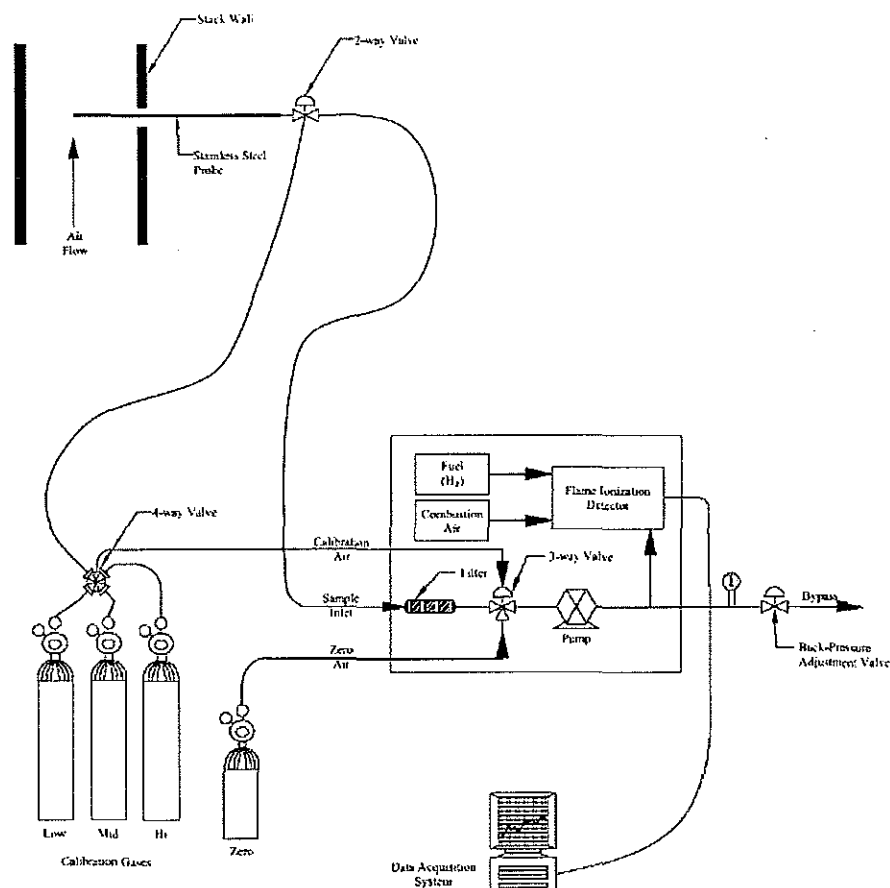 Stack Wall
2-way Valve
Stainless Steel
Probe
Air
Flow
Fuel
(H₂)
Flame Ionization
Detector
Combustion
Air
4-way Valve
Calibration
Air
3-way Valve
Filter
Sample
Inlet
Pump
Bypass
Back-Pressure
Adjustment Valve
Zero
Air
Low
Mid
Hi
Zero
Calibration Gases
Data Acquisition
System